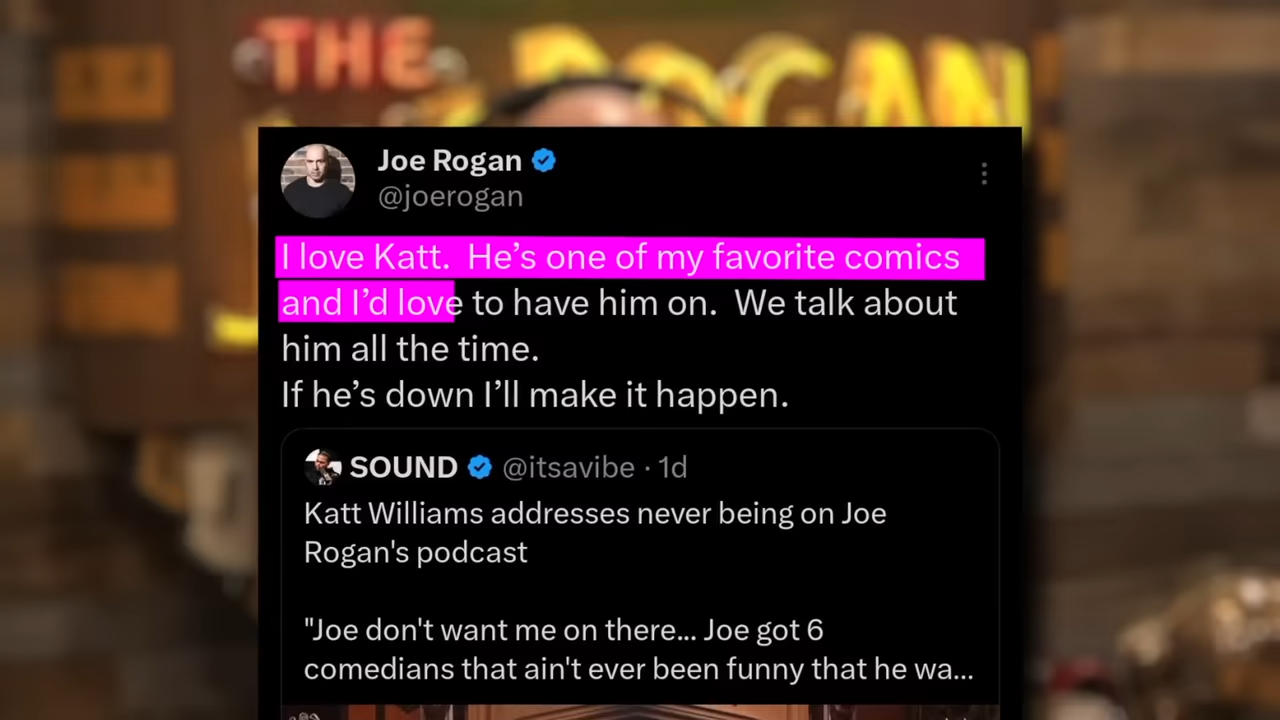 THE
ROGAN
Joe Rogan
@joerogan
I love Katt.  He’s one of my favorite comics
and I’d love to have him on.  We talk about
him all the time.
If he’s down I’ll make it happen.
SOUND @itsavibe · 1d
Katt Williams addresses never being on Joe
Rogan's podcast
"Joe don't want me on there... Joe got 6
comedians that ain't ever been funny that he wa...